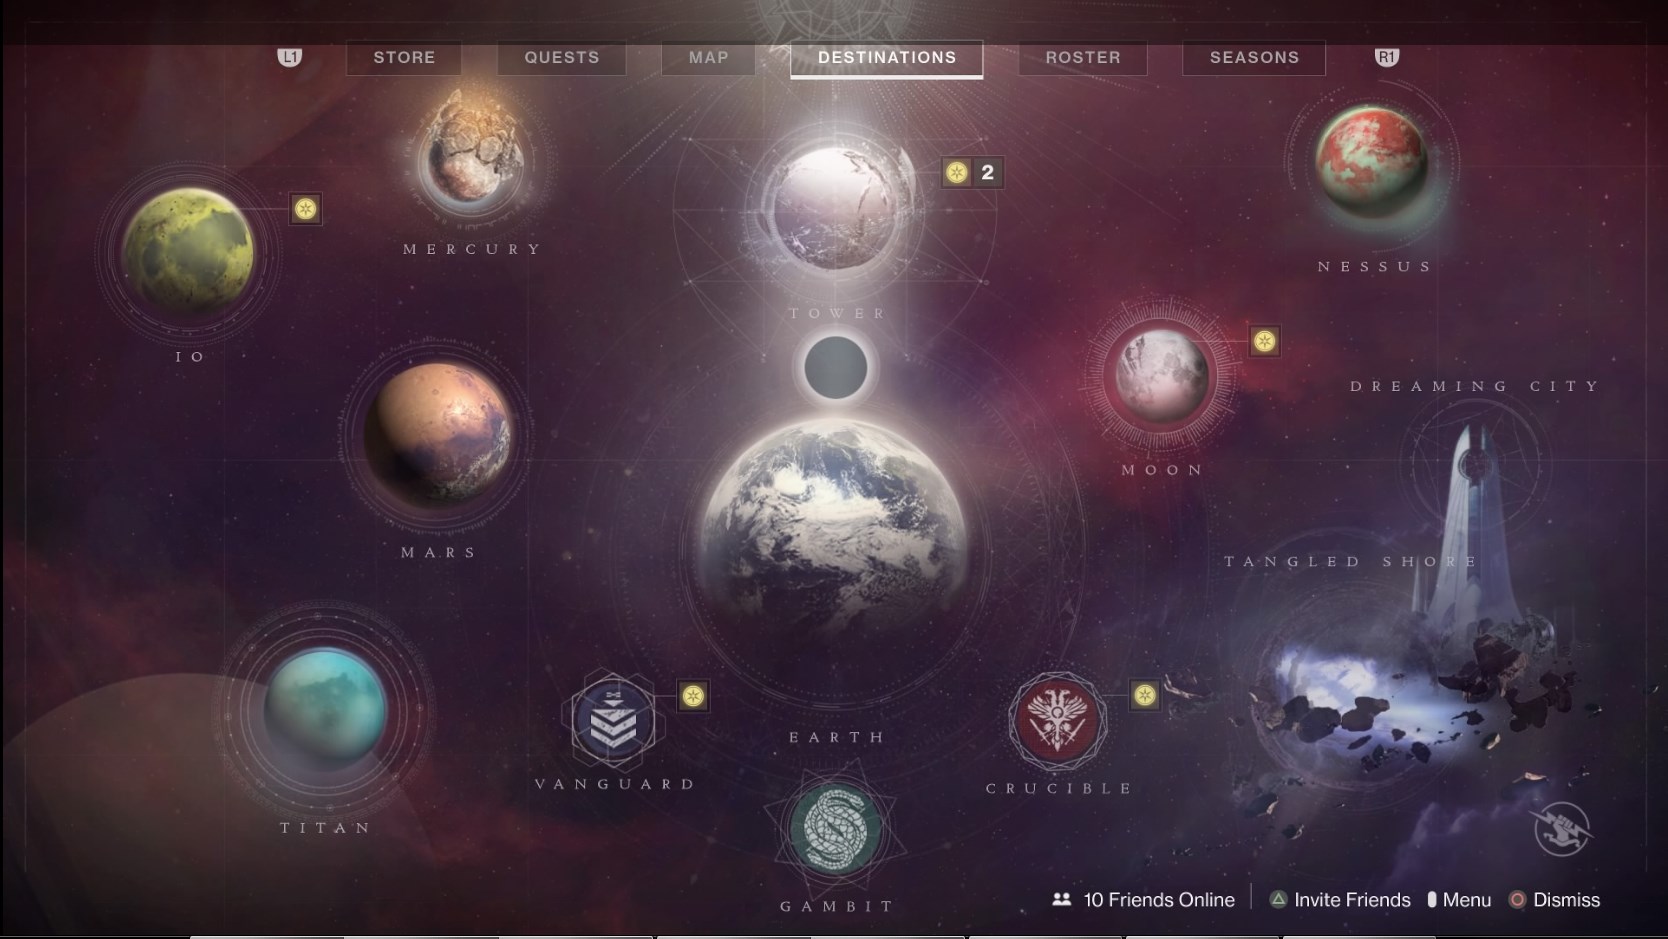 L1
STORE
QUESTS
MAP
DESTINATIONS
ROSTER
SEASONS
R1
2
MERCURY
NESSUS
TOWER
IO
DREAMING CITY
MOON
MARS
TANGLED SHORE
EARTH
VANGUARD
CRUCIBLE
TITAN
GAMBIT
10 Friends Online
Invite Friends
Menu
Dismiss